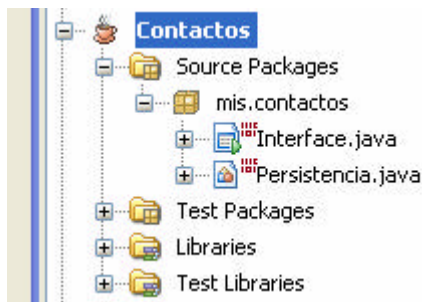 Contactos
Source Packages
mis.contactos
Interface.java
Persistencia.java
Test Packages
Libraries
Test Libraries